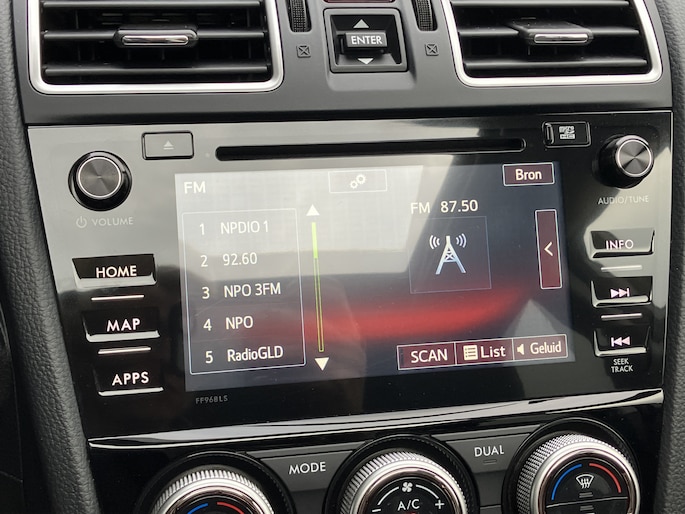 ENTER
VOLUME
HOME
MAP
APPS
FF968LS
FM
Bron
1 NPDIO 1
2 92.60
3 NPO 3FM
4 NPO
5 RadioGLD
FM 87.50
SCAN
List
Geluid
AUDIO/TUNE
INFO
SEEK
TRACK
MODE
DUAL
A/C